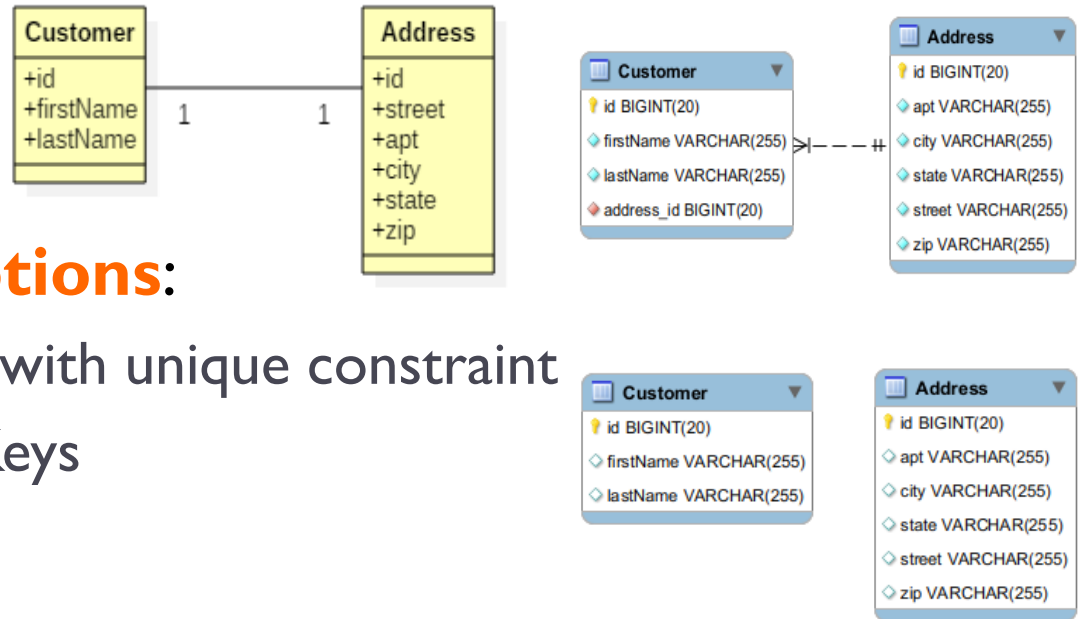 Customer
+id
+firstName
+lastName
1
1
Address
+id
+street
+apt
+city
+state
+zip
Customer
id BIGINT(20)
firstName VARCHAR(255)
lastName VARCHAR(255)
address_id BIGINT(20)
Address
id BIGINT(20)
apt VARCHAR(255)
city VARCHAR(255)
state VARCHAR(255)
street VARCHAR(255)
zip VARCHAR(255)
tions:
with unique constraint
eys
Customer
id BIGINT(20)
firstName VARCHAR(255)
lastName VARCHAR(255)
Address
id BIGINT(20)
apt VARCHAR(255)
city VARCHAR(255)
state VARCHAR(255)
street VARCHAR(255)
zip VARCHAR(255)